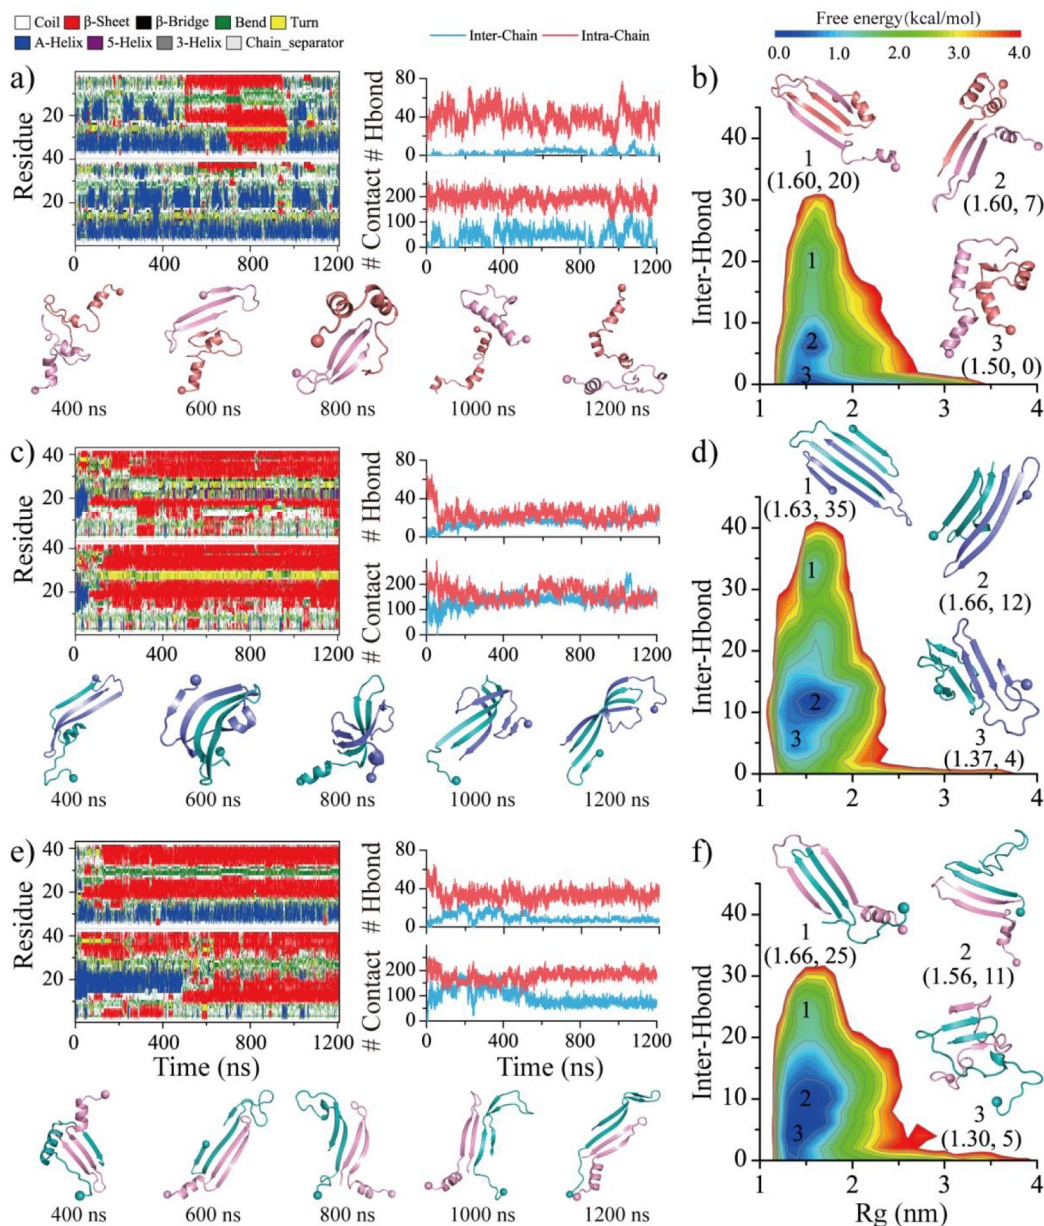 Coil β-Sheet β-Bridge Bend Turn
A-Helix 5-Helix 3-Helix Chain_separator
Inter-Chain Intra-Chain
Free energy(kcal/mol)
0.0 1.0 2.0 3.0 4.0
a)
Residue
20
40
20
0 400 800 1200
# Hbond
80
40
0
# Contact
200
100
0
0 400 800 1200
400 ns 600 ns 800 ns 1000 ns 1200 ns
b)
Inter-Hbond
40
30
20
10
0
1 2 3 4
1
2
3
1
(1.60, 20)
2
(1.60, 7)
3
(1.50, 0)
c)
Residue
40
20
40
20
0 400 800 1200
# Hbond
80
40
0
# Contact
200
100
0
0 400 800 1200
400 ns 600 ns 800 ns 1000 ns 1200 ns
d)
Inter-Hbond
40
30
20
10
0
1 2 3 4
1
2
3
1
(1.63, 35)
2
(1.66, 12)
3
(1.37, 4)
e)
Residue
40
20
40
20
0 400 800 1200
Time (ns)
# Hbond
80
40
0
# Contact
200
100
0
0 400 800 1200
Time (ns)
400 ns 600 ns 800 ns 1000 ns 1200 ns
f)
Inter-Hbond
40
30
20
10
0
1 2 3 4
Rg (nm)
1
2
3
1
(1.66, 25)
2
(1.56, 11)
3
(1.30, 5)